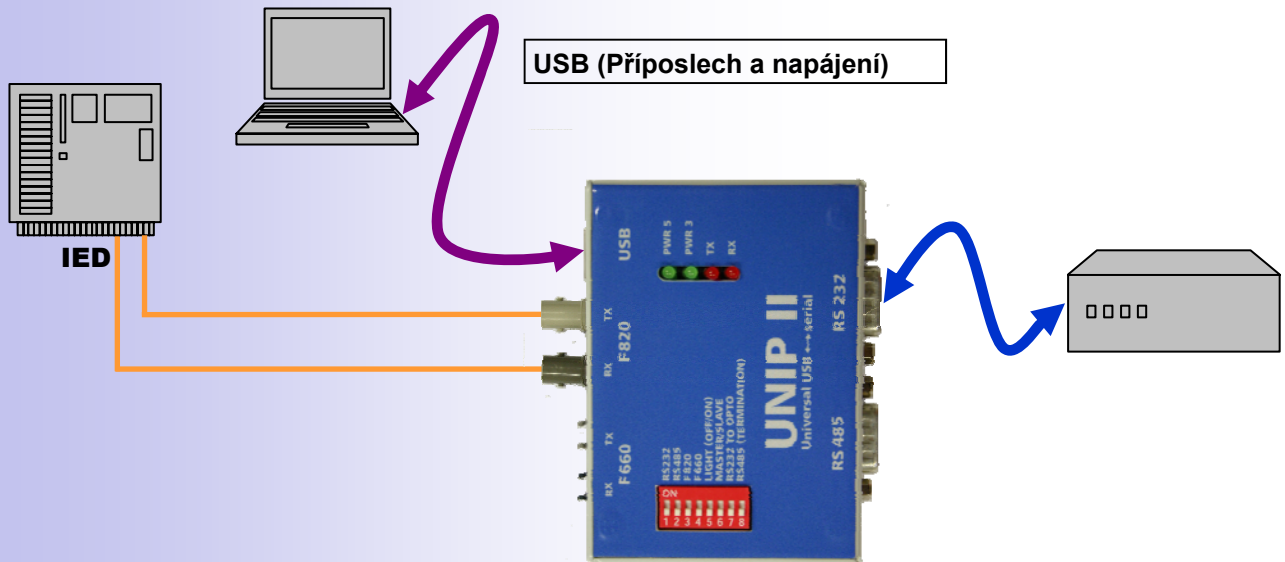 USB (Příposlech a napájení)
IED
USB
PWR 5
PWR 3
TX
RX
TX
F820
RX
TX
F660
RX
RS 232
RS 485
UNIP II
Universal USB ↔ serial
RS232
RS485
F820
F660
LIGHT (OFF/ON)
MASTER/SLAVE
RS232 TO OPTO
RS485 (TERMINATION)
ON
1 2 3 4 5 6 7 8